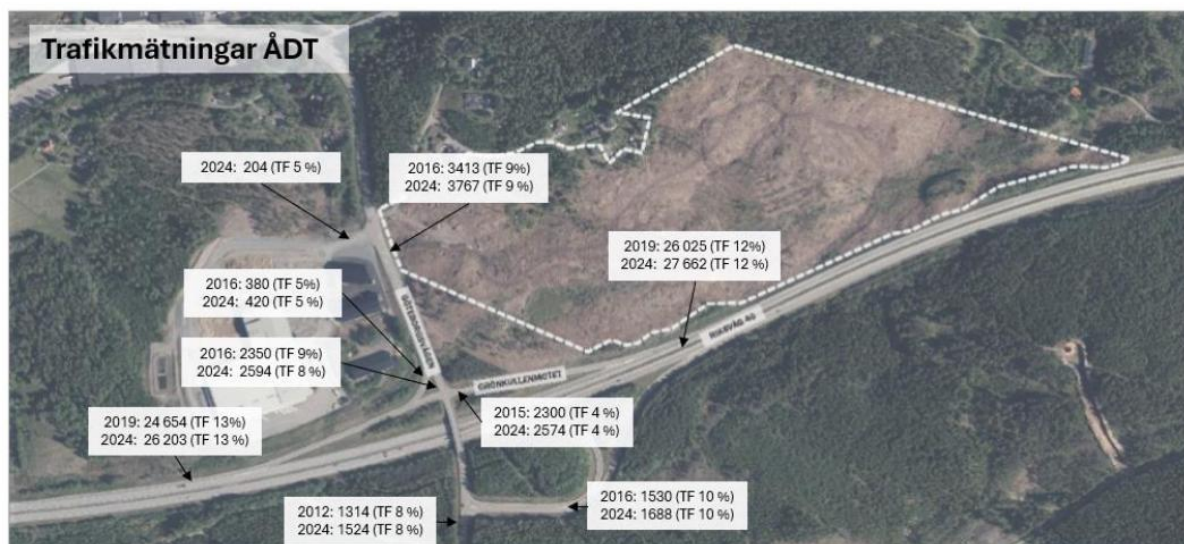 Trafikmätningar ÅDT
2024: 204 (TF 5 %)
2016: 3413 (TF 9%)
2024: 3767 (TF 9 %)
2019: 26 025 (TF 12%)
2024: 27 662 (TF 12 %)
2016: 380 (TF 5%)
2024: 420 (TF 5 %)
GÖTEBORGSVÄGEN
RIKSVÄG 40
2016: 2350 (TF 9%)
2024: 2594 (TF 8 %)
GRÖNKULLENMOTET
2015: 2300 (TF 4 %)
2024: 2574 (TF 4 %)
2019: 24 654 (TF 13%)
2024: 26 203 (TF 13 %)
2012: 1314 (TF 8 %)
2024: 1524 (TF 8 %)
2016: 1530 (TF 10 %)
2024: 1688 (TF 10 %)